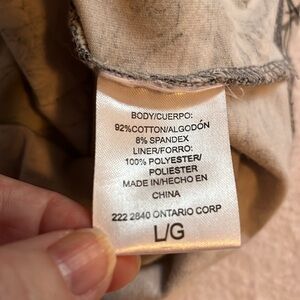 BODY/CUERPO:
92%COTTON/ALGODÓN
8% SPANDEX
LINER/FORRO:
100% POLYESTER/
POLIESTER
MADE IN/HECHO EN
CHINA
222 2840 ONTARIO CORP
L/G